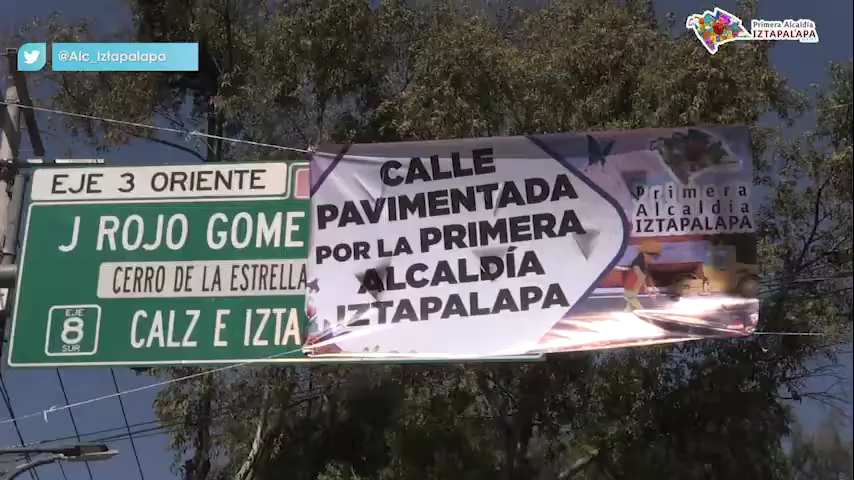 @Alc_Iztapalapa
Primera Alcaldía
IZTAPALAPA
EJE 3 ORIENTE
J ROJO GOME
CERRO DE LA ESTRELLA
EJE
8
SUR
CALZ E IZTA
CALLE
PAVIMENTADA
POR LA PRIMERA
ALCALDÍA
IZTAPALAPA
Primera
Alcaldía
IZTAPALAPA